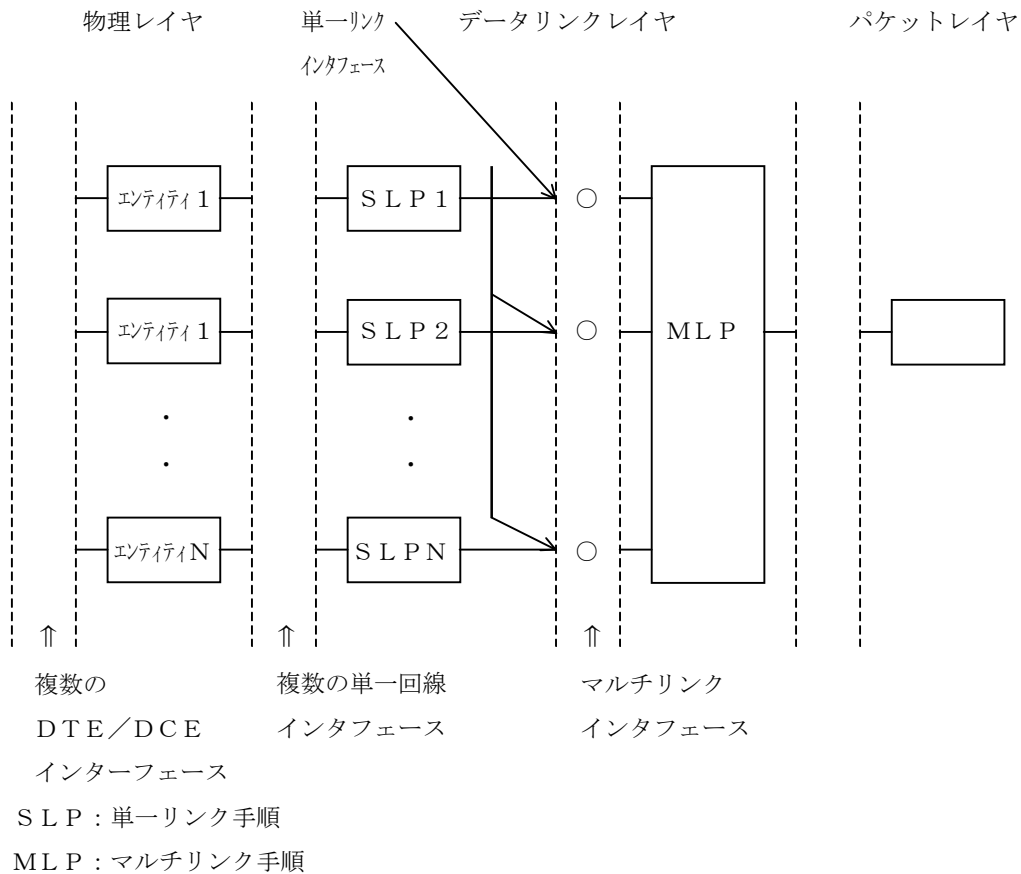 物理レイヤ
単一ﾘﾝｸ
ｲﾝﾀﾌｪｰｽ
データリンクレイヤ
パケットレイヤ
ｴﾝﾃｨﾃｨ１
ＳＬＰ１
○
ｴﾝﾃｨﾃｨ１
ＳＬＰ２
○
ＭＬＰ
・
・
・
・
ｴﾝﾃｨﾃｨＮ
ＳＬＰＮ
○
⇑
⇑
⇑
複数の
ＤＴＥ／ＤＣＥ
インターフェース
複数の単一回線
インタフェース
マルチリンク
インタフェース
ＳＬＰ：単一リンク手順
ＭＬＰ：マルチリンク手順